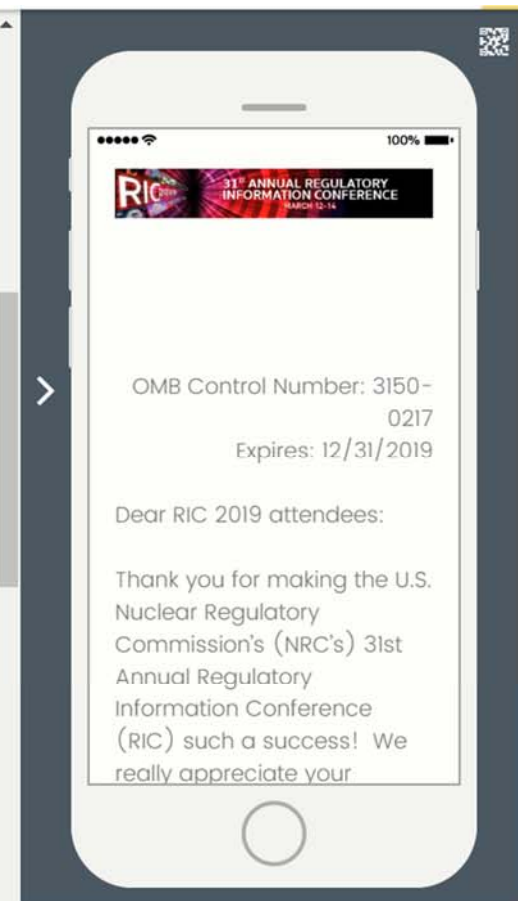 100%
RIC 2019
31ST ANNUAL REGULATORY
INFORMATION CONFERENCE
MARCH 12-14
OMB Control Number: 3150-
0217
Expires: 12/31/2019
Dear RIC 2019 attendees:
Thank you for making the U.S.
Nuclear Regulatory
Commission's (NRC's) 31st
Annual Regulatory
Information Conference
(RIC) such a success!  We
really appreciate your